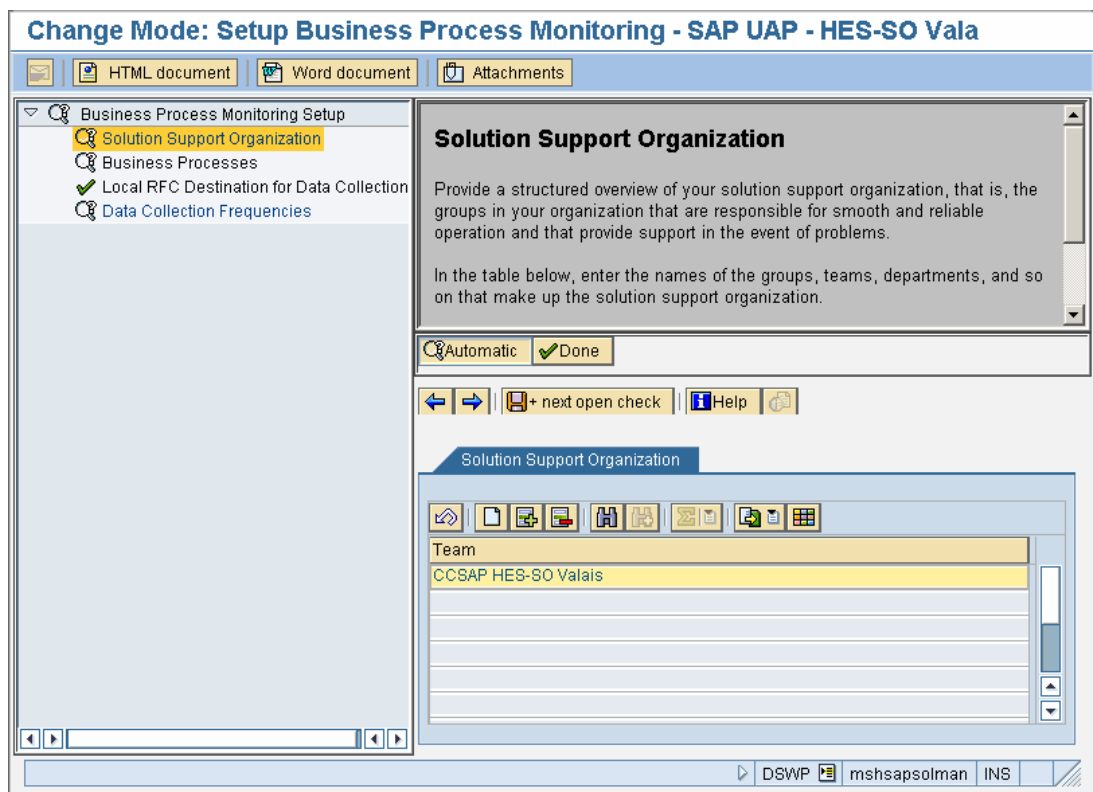 Change Mode: Setup Business Process Monitoring - SAP UAP - HES-SO Vala
HTML document
Word document
Attachments
Business Process Monitoring Setup
Solution Support Organization
Business Processes
Local RFC Destination for Data Collection
Data Collection Frequencies
Solution Support Organization
Provide a structured overview of your solution support organization, that is, the
groups in your organization that are responsible for smooth and reliable
operation and that provide support in the event of problems.
In the table below, enter the names of the groups, teams, departments, and so
on that make up the solution support organization.
Automatic
Done
+ next open check
Help
Solution Support Organization
Team
CCSAP HES-SO Valais
DSWP
mshsapsolman
INS